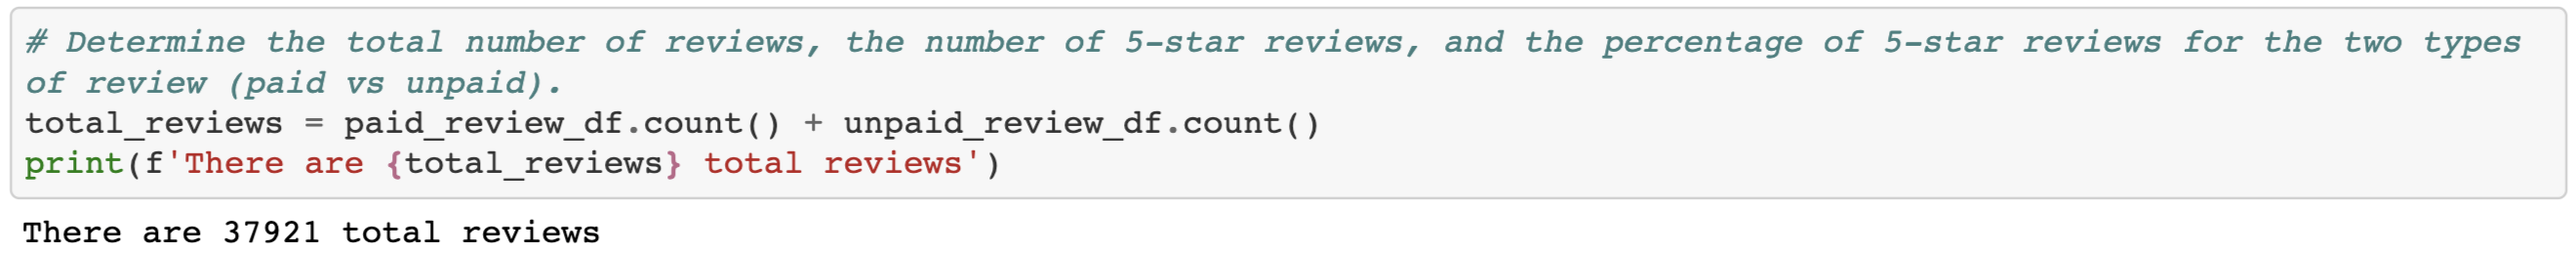 # Determine the total number of reviews, the number of 5-star reviews, and the percentage of 5-star reviews for the two types
of review (paid vs unpaid).
total_reviews = paid_review_df.count() + unpaid_review_df.count()
print(f'There are {total_reviews} total reviews')
There are 37921 total reviews